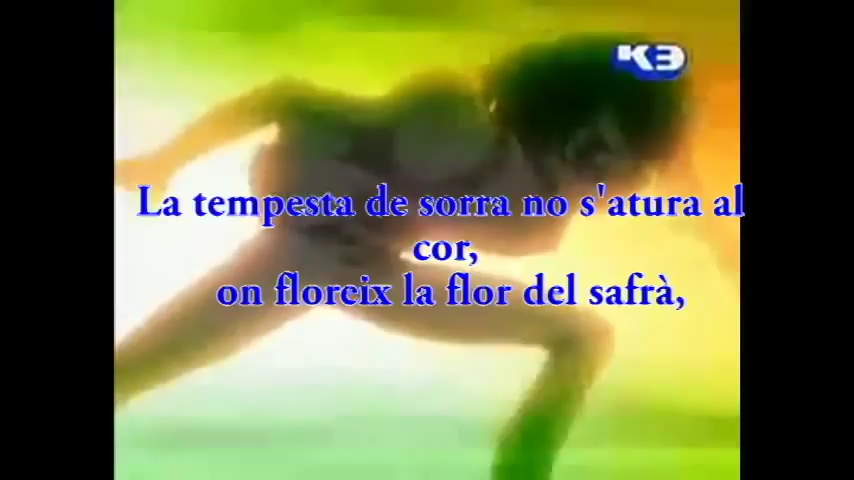 K3
La tempesta de sorra no s'atura al
cor,
on floreix la flor del safrà,